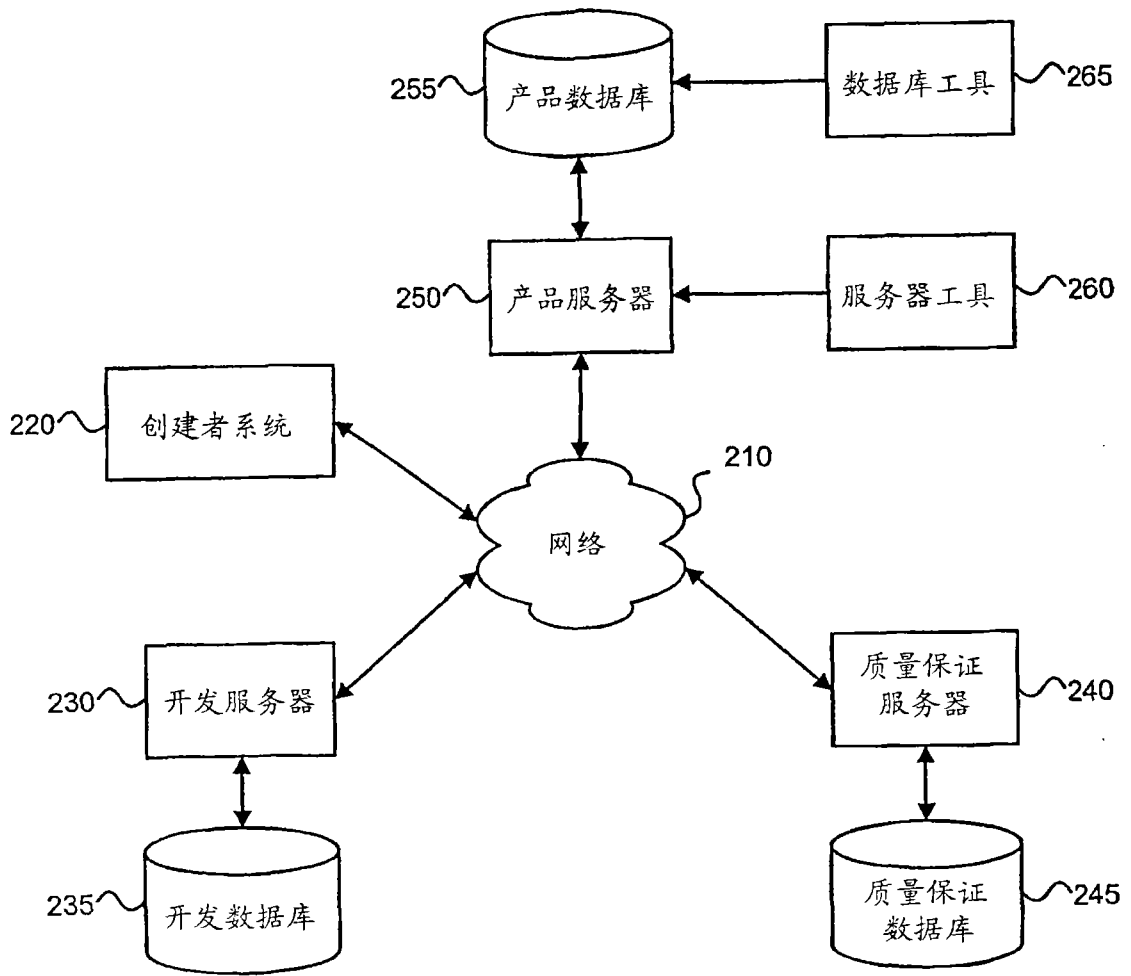 255
产品数据库
数据库工具
265
250
产品服务器
服务器工具
260
220
创建者系统
210
网络
230
开发服务器
质量保证
服务器
240
235
开发数据库
质量保证
数据库
245